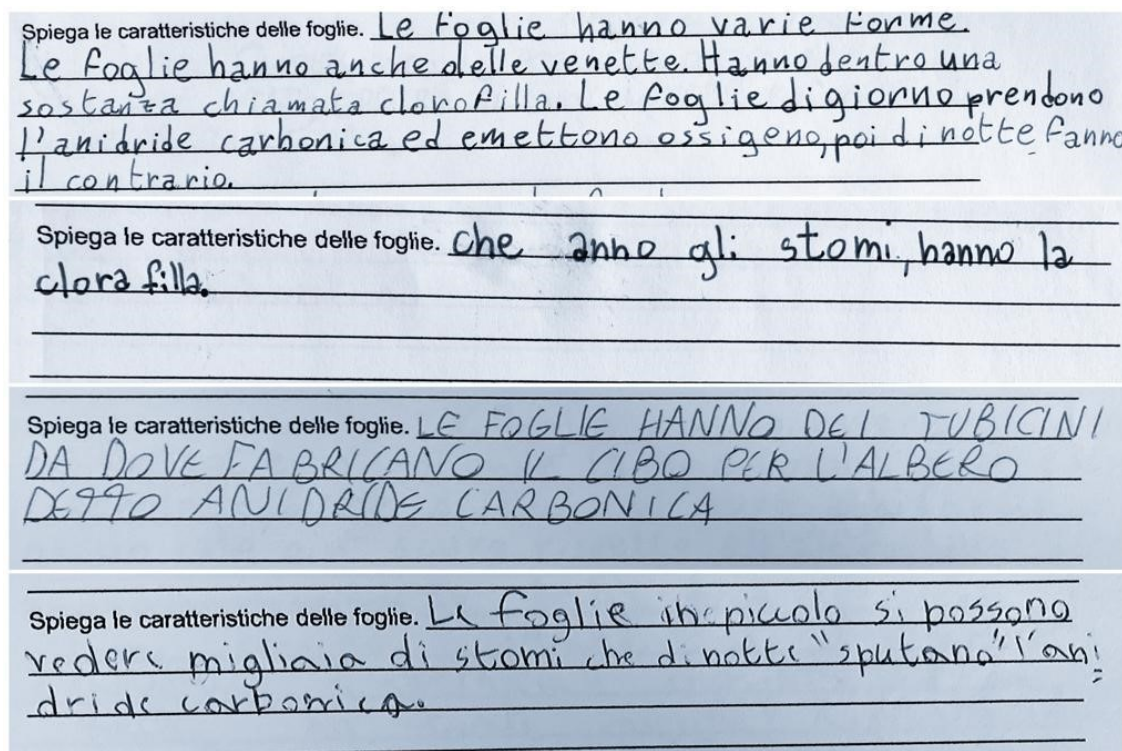 Spiega le caratteristiche delle foglie. Le foglie hanno varie forme.
Le foglie hanno anche delle venette. Hanno dentro una
sostanza chiamata clorofilla. Le foglie di giorno prendono
l'anidride carbonica ed emettono ossigeno, poi di notte fanno
il contrario.
Spiega le caratteristiche delle foglie. che anno gli stomi, hanno la
clora filla.
Spiega le caratteristiche delle foglie. LE FOGLIE HANNO DEI TUBICINI
DA DOVE FABRICANO IL CIBO PER L'ALBERO
DETTO ANIDRIDE CARBONICA
Spiega le caratteristiche delle foglie. Le foglie in piccolo si possono
vedere migliaia di stomi che di notte "sputano" l'ani
dride carbonica.